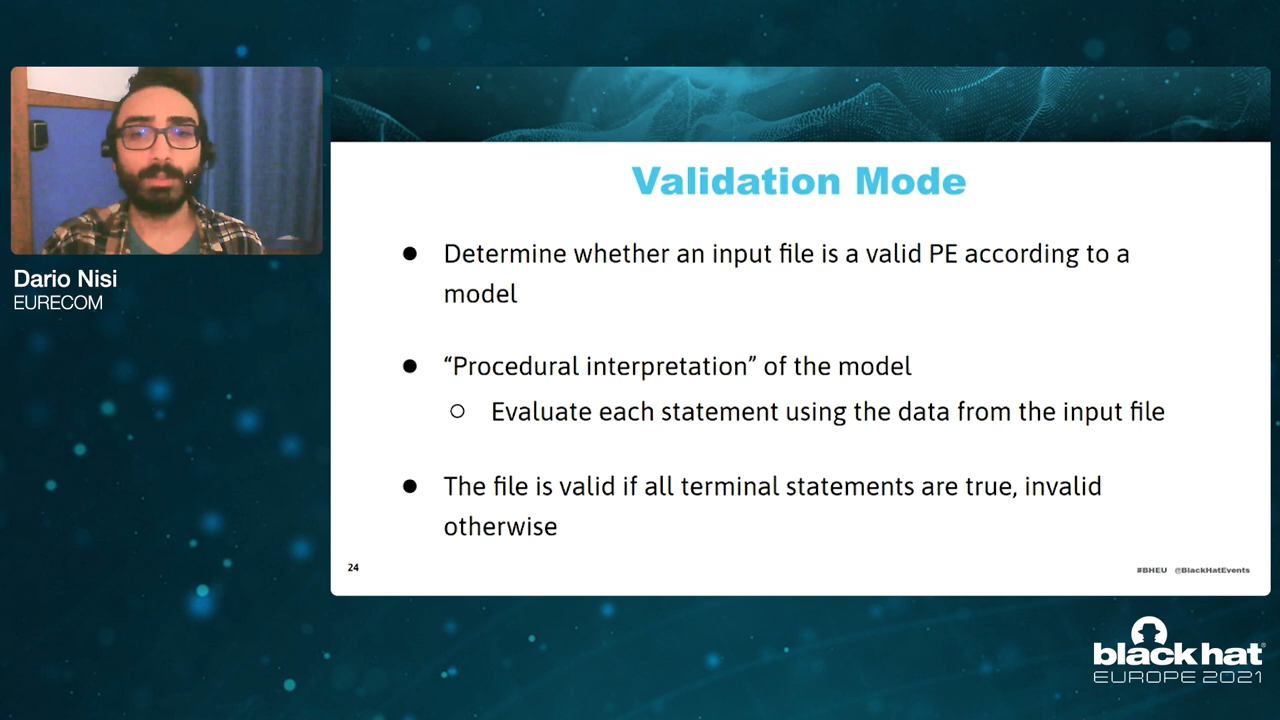 Validation Mode
● Determine whether an input file is a valid PE according to a
model
● “Procedural interpretation” of the model
○ Evaluate each statement using the data from the input file
● The file is valid if all terminal statements are true, invalid
otherwise
24
#BHEU @BlackHatEvents
Dario Nisi
EURECOM
black hat®
EUROPE 2021